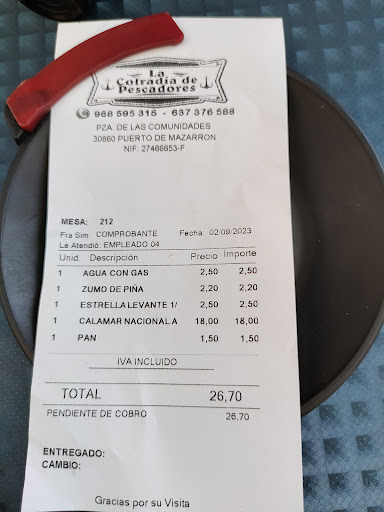 La
Cofradía de
Pescadores
968 595 315 - 637 376 588
PZA. DE LAS COMUNIDADES
30860 PUERTO DE MAZARRON
NIF: 27466653-F
MESA: 212
Fra Sim: COMPROBANTE Fecha: 02/09/2023
Le Atendió: EMPLEADO 04
Unid. Descripción Precio Importe
1 AGUA CON GAS 2,50 2,50
1 ZUMO DE PIÑA 2,20 2,20
1 ESTRELLA LEVANTE 1/ 2,50 2,50
1 CALAMAR NACIONAL A 18,00 18,00
1 PAN 1,50 1,50
IVA INCLUIDO
TOTAL 26,70
PENDIENTE DE COBRO 26,70
ENTREGADO:
CAMBIO:
Gracias por su Visita